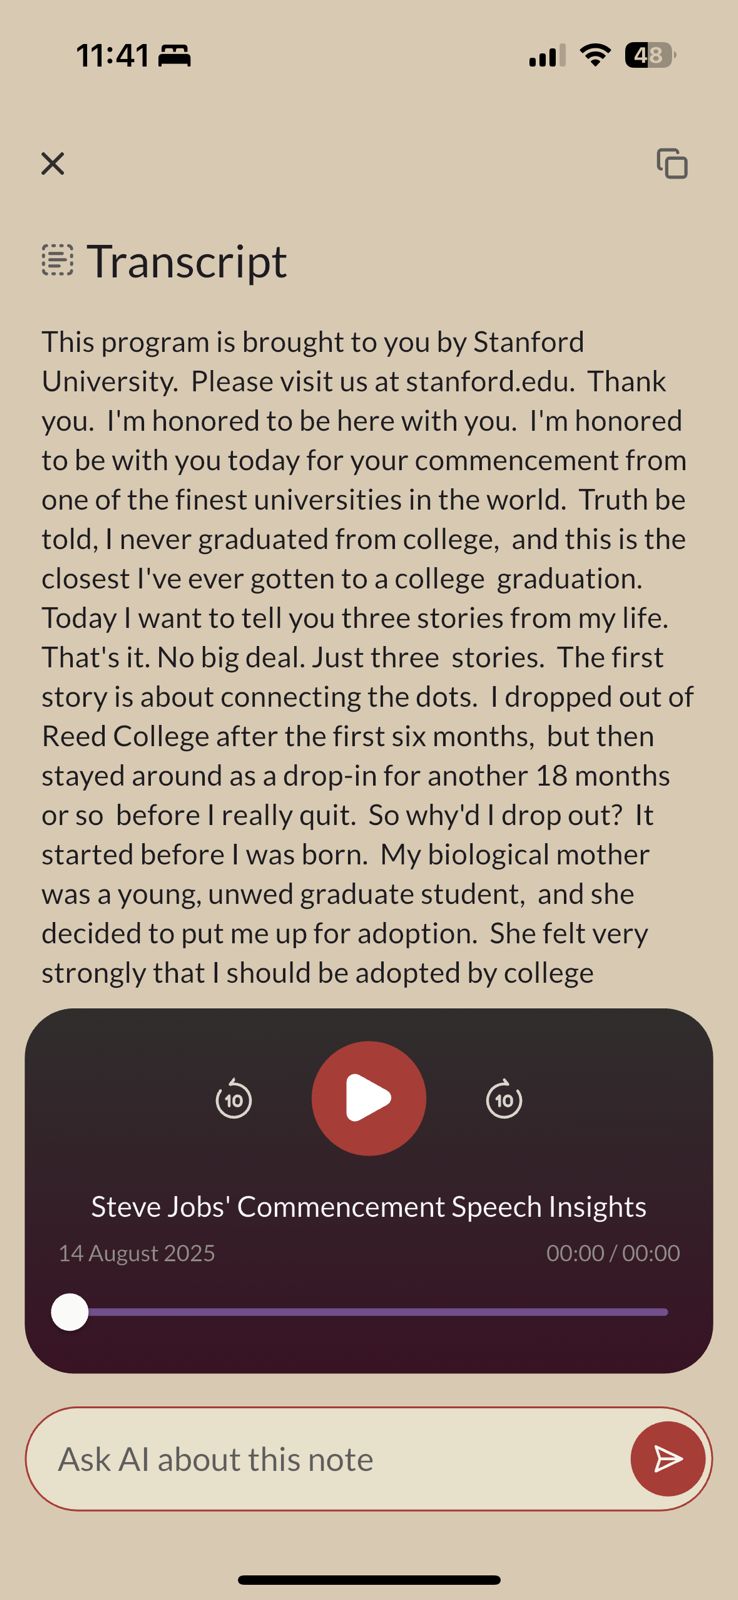 11:41
48
Transcript
This program is brought to you by Stanford
University.  Please visit us at stanford.edu.  Thank
you.  I'm honored to be here with you.  I'm honored
to be with you today for your commencement from
one of the finest universities in the world.  Truth be
told, I never graduated from college,  and this is the
closest I've ever gotten to a college  graduation.
Today I want to tell you three stories from my life.
That's it. No big deal. Just three  stories.  The first
story is about connecting the dots.  I dropped out of
Reed College after the first six months,  but then
stayed around as a drop-in for another 18 months
or so  before I really quit.  So why'd I drop out?  It
started before I was born.  My biological mother
was a young, unwed graduate student,  and she
decided to put me up for adoption.  She felt very
strongly that I should be adopted by college
10
10
Steve Jobs' Commencement Speech Insights
14 August 2025
00:00 / 00:00
Ask AI about this note